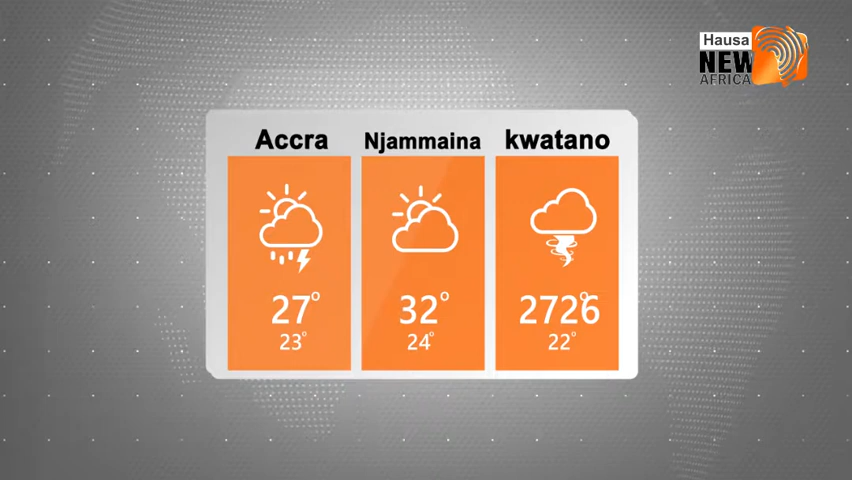 Hausa
NEW
AFRICA
Accra
Njammaina
kwatano
27°
32°
2726°
23°
24°
22°